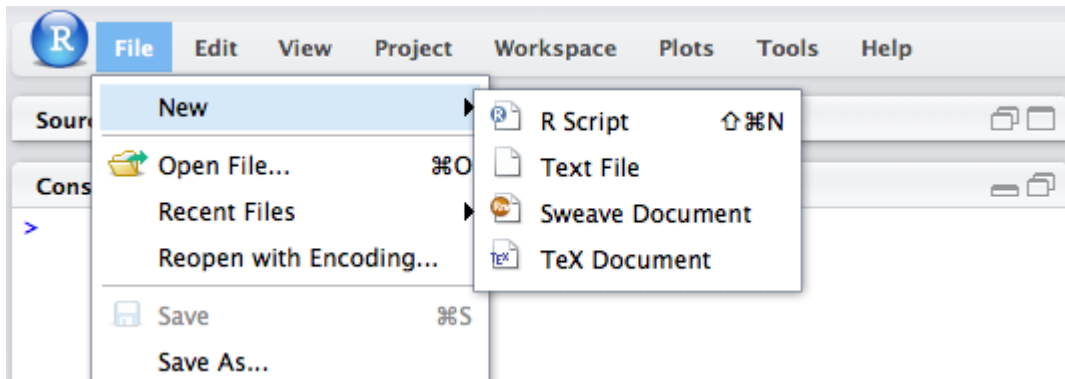 R File Edit View Project Workspace Plots Tools Help
Sour
New
R Script ⇧⌘N
Open File... ⌘O
Text File
Cons
Recent Files
Sweave Document
>
Reopen with Encoding...
TeX Document
Save ⌘S
Save As...